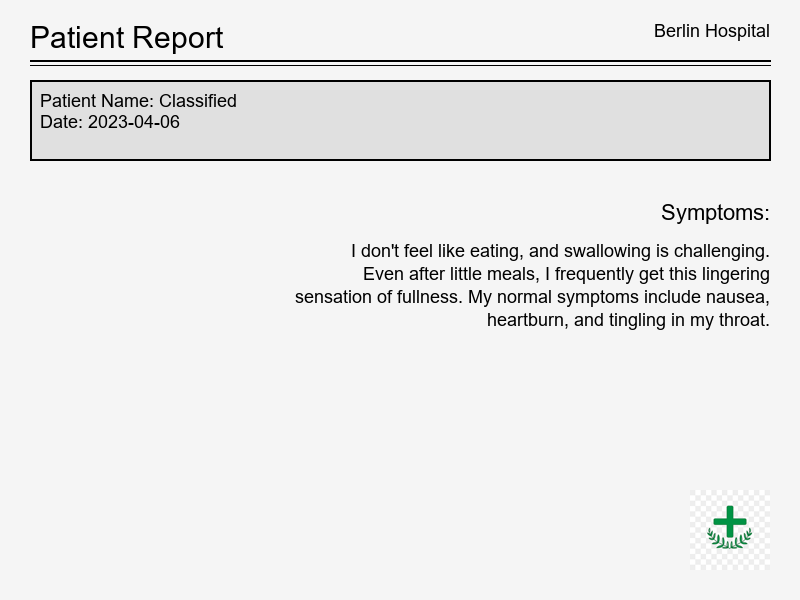 Patient Report
Berlin Hospital
Patient Name: Classified
Date: 2023-04-06
Symptoms:
I don't feel like eating, and swallowing is challenging.
Even after little meals, I frequently get this lingering
sensation of fullness. My normal symptoms include nausea,
heartburn, and tingling in my throat.